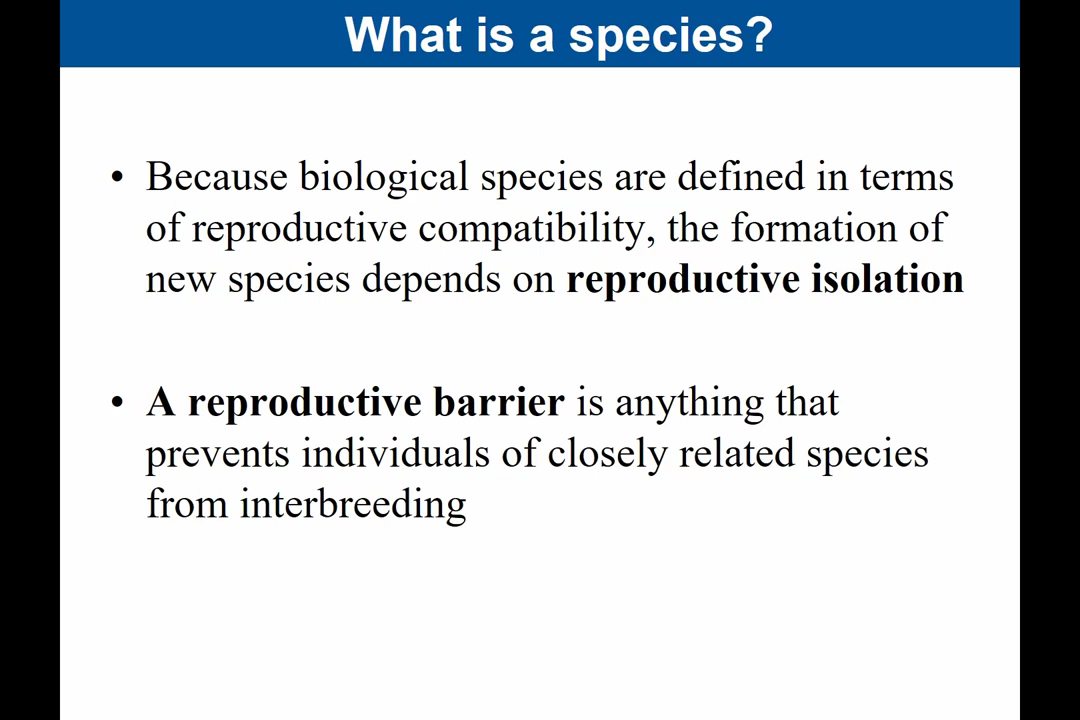 What is a species?
• Because biological species are defined in terms
of reproductive compatibility, the formation of
new species depends on reproductive isolation
• A reproductive barrier is anything that
prevents individuals of closely related species
from interbreeding